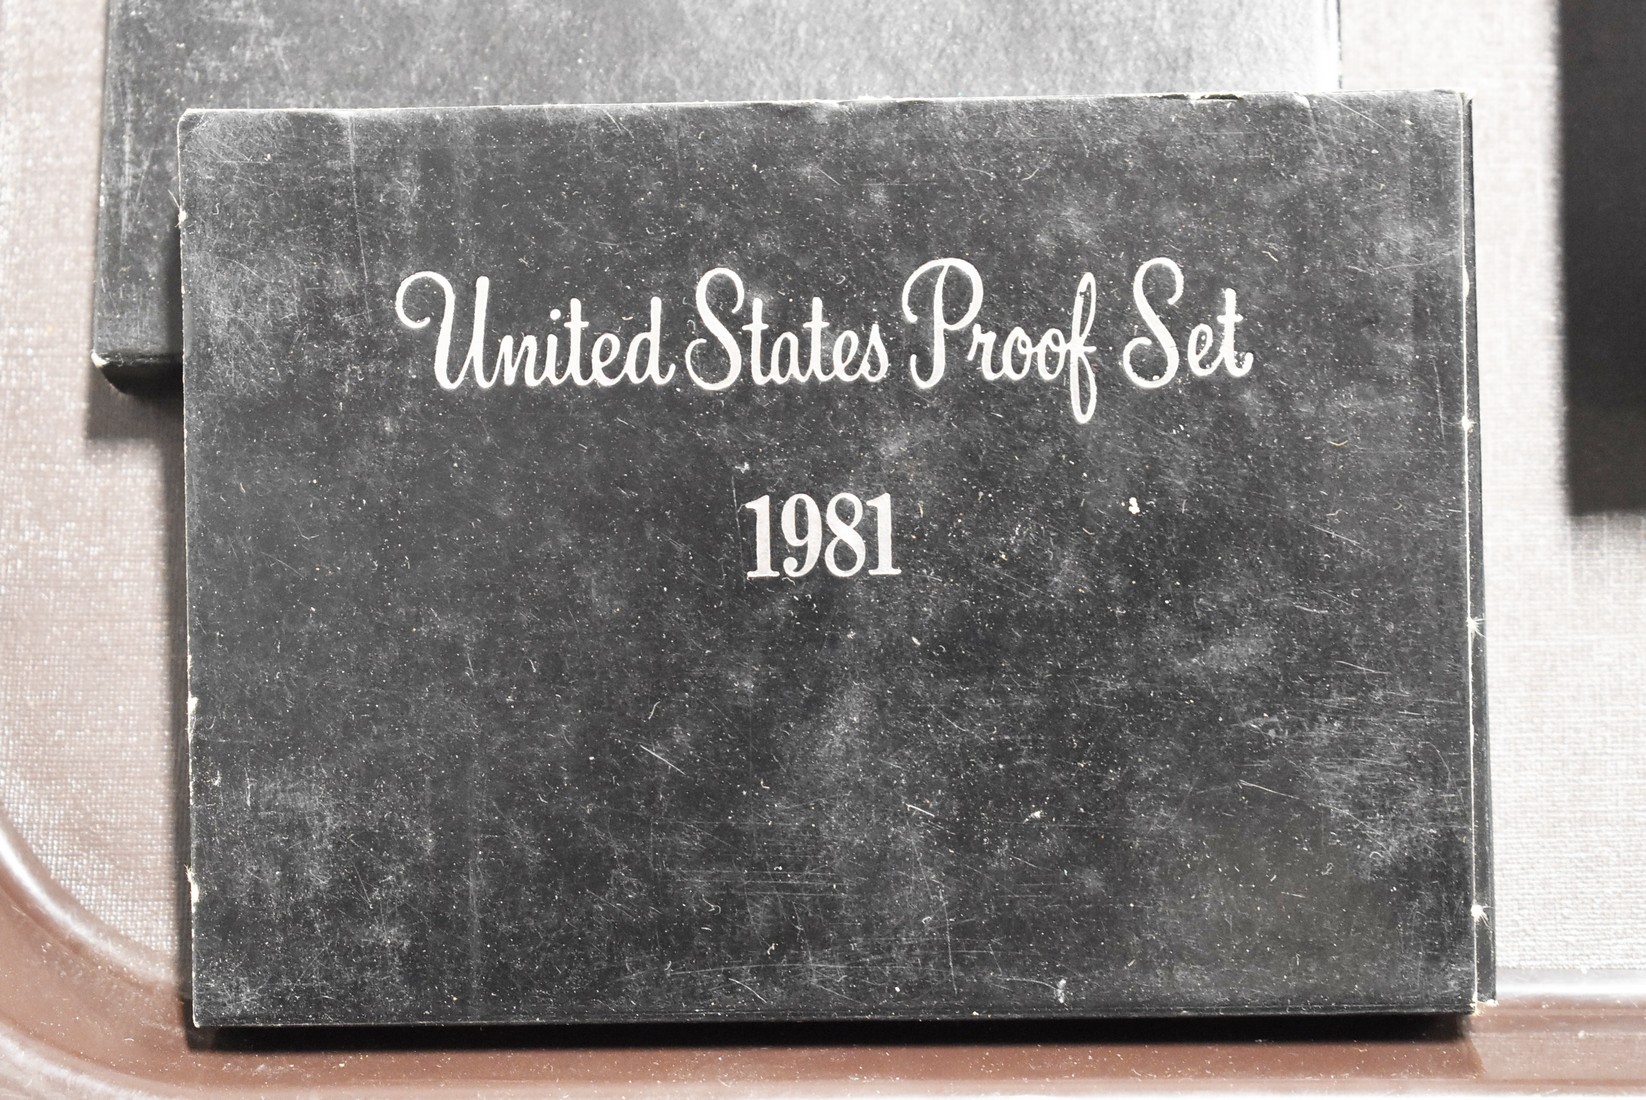 United States Proof Set
1981